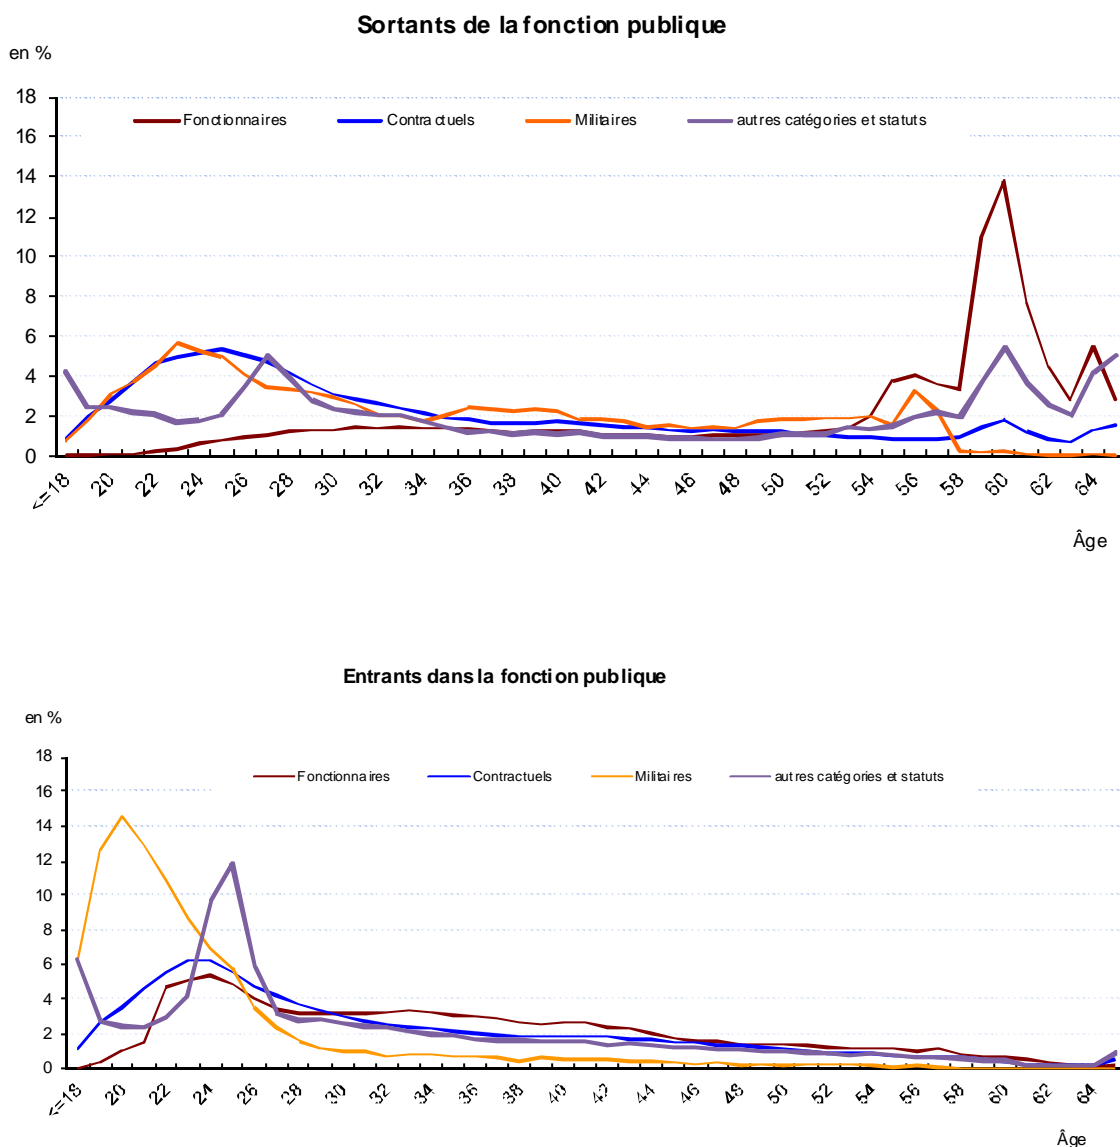 Sortants de la fonction publique
en %
18
Fonctionnaires Contractuels Militaires autres catégories et statuts
16
14
12
10
8
6
4
2
0
<=18 20 22 24 26 28 30 32 34 36 38 40 42 44 46 48 50 52 54 56 58 60 62 64
Âge
Entrants dans la fonction publique
en %
18
Fonctionnaires Contractuels Militaires autres catégories et statuts
16
14
12
10
8
6
4
2
0
<=18 20 22 24 26 28 30 32 34 36 38 40 42 44 46 48 50 52 54 56 58 60 62 64
Âge